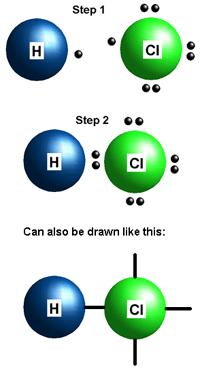 Step 1
H Cl
Step 2
H Cl
Can also be drawn like this:
H Cl